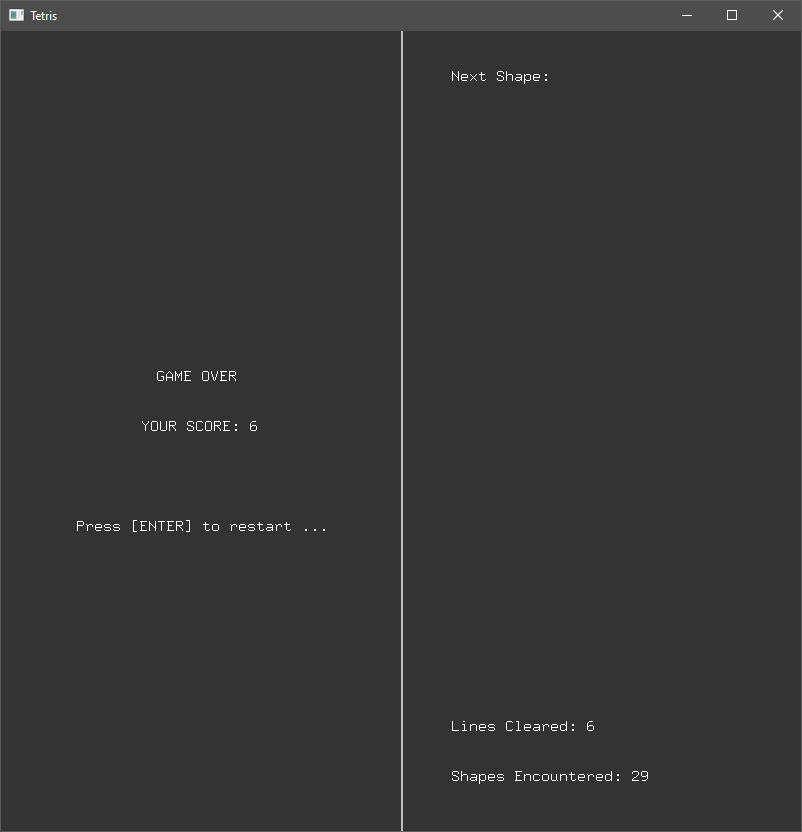 Tetris
Next Shape:
GAME OVER
YOUR SCORE: 6
Press [ENTER] to restart ...
Lines Cleared: 6
Shapes Encountered: 29